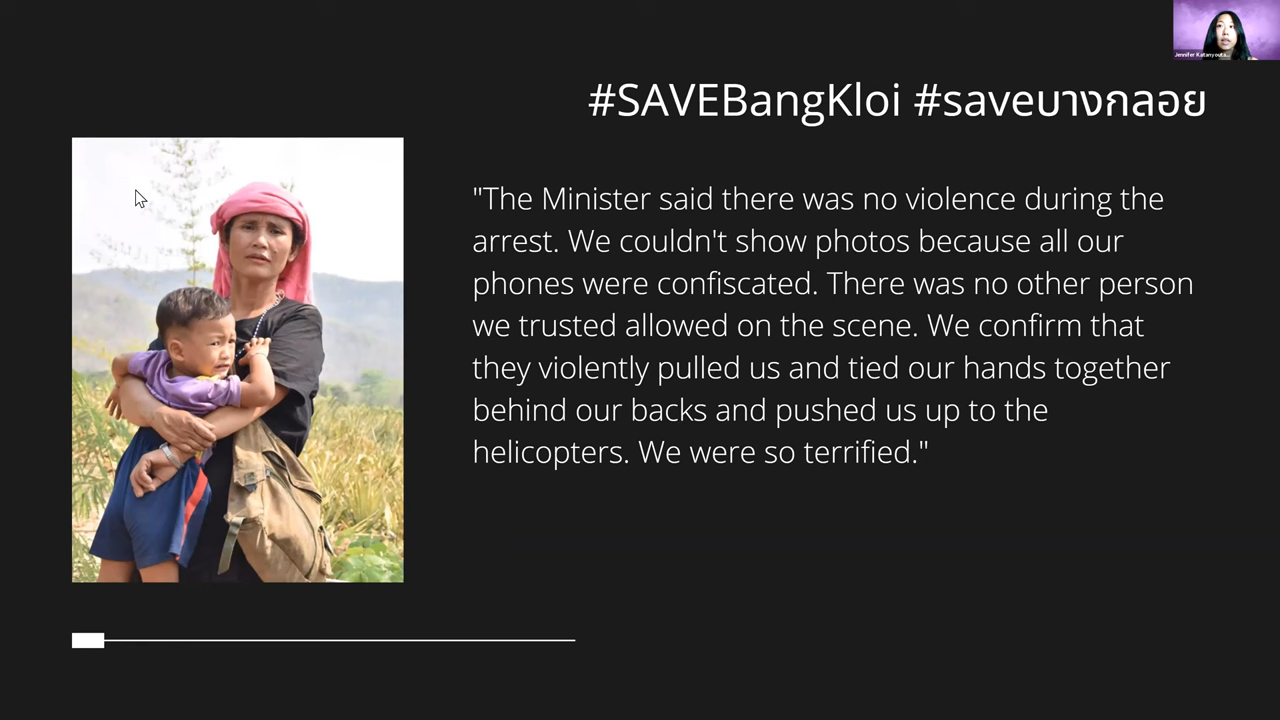 Jennifer Katanyouta...
#SAVEBangKloi #saveบางกลอย
"The Minister said there was no violence during the
arrest. We couldn't show photos because all our
phones were confiscated. There was no other person
we trusted allowed on the scene. We confirm that
they violently pulled us and tied our hands together
behind our backs and pushed us up to the
helicopters. We were so terrified."